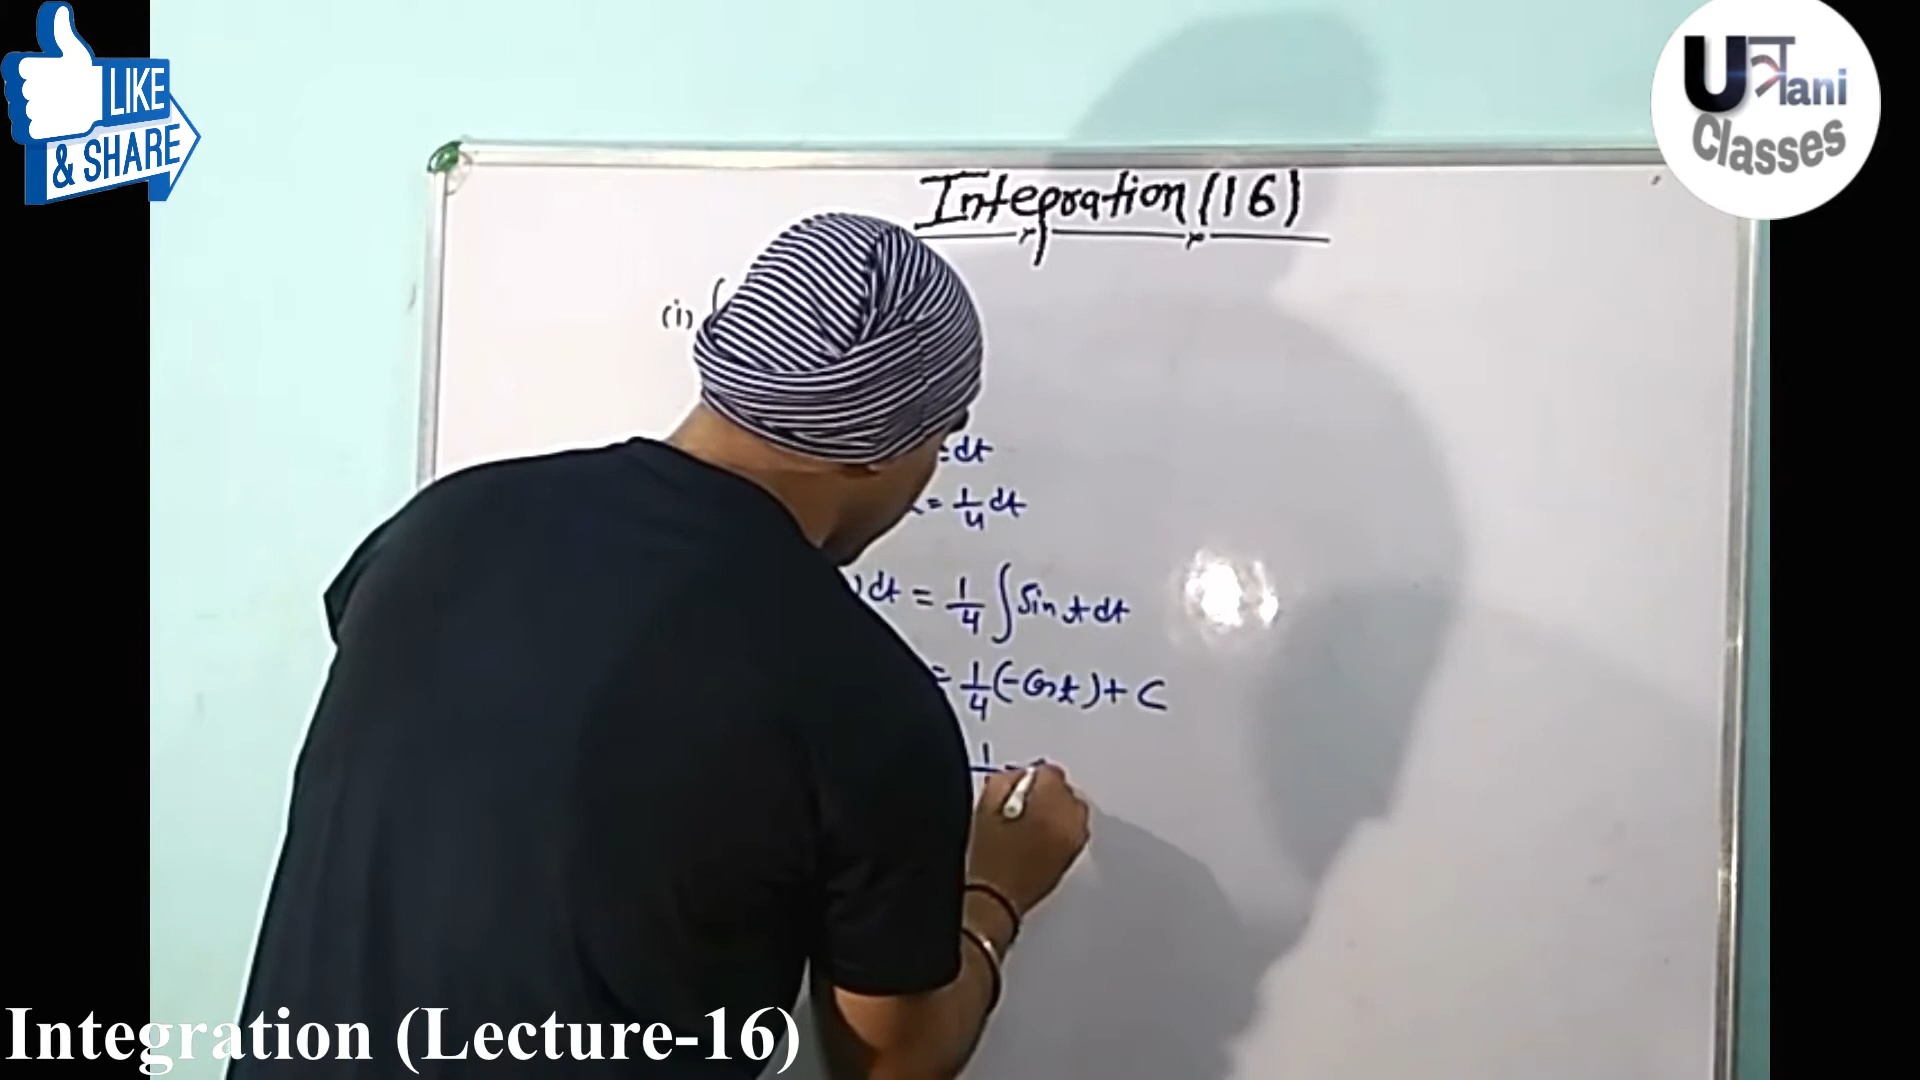 LIKE
& SHARE
Uत्रानी
Classes
Integration (16)
(i) ∫
= dt
= 1/4 dt
) dt = 1/4 ∫ Sin t dt
= 1/4 (-Cos t) + C
Integration (Lecture-16)